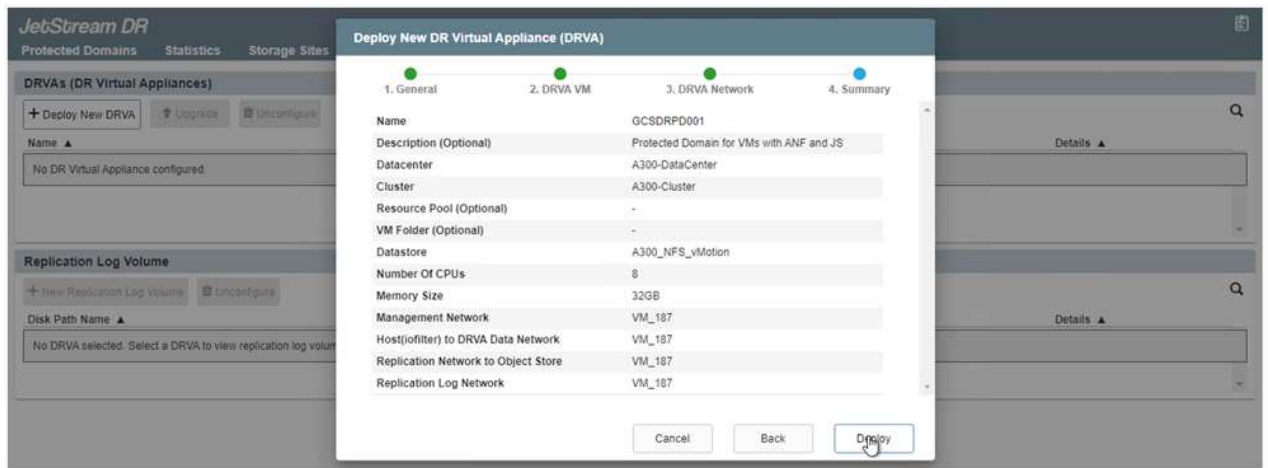 JetStream DR
Protected Domains Statistics Storage Sites
DRVAs (DR Virtual Appliances)
+ Deploy New DRVA Upgrade Unconfigure
Name ▲ Details ▲
No DR Virtual Appliance configured.
Replication Log Volume
+ New Replication Log Volume Unconfigure
Disk Path Name ▲ Details ▲
No DRVA selected. Select a DRVA to view replication log volum
Deploy New DR Virtual Appliance (DRVA)
1. General 2. DRVA VM 3. DRVA Network 4. Summary
Name GCSDRPD001
Description (Optional) Protected Domain for VMs with ANF and JS
Datacenter A300-DataCenter
Cluster A300-Cluster
Resource Pool (Optional) -
VM Folder (Optional) -
Datastore A300_NFS_vMotion
Number Of CPUs 8
Memory Size 32GB
Management Network VM_187
Host(iofilter) to DRVA Data Network VM_187
Replication Network to Object Store VM_187
Replication Log Network VM_187
Cancel Back Deploy